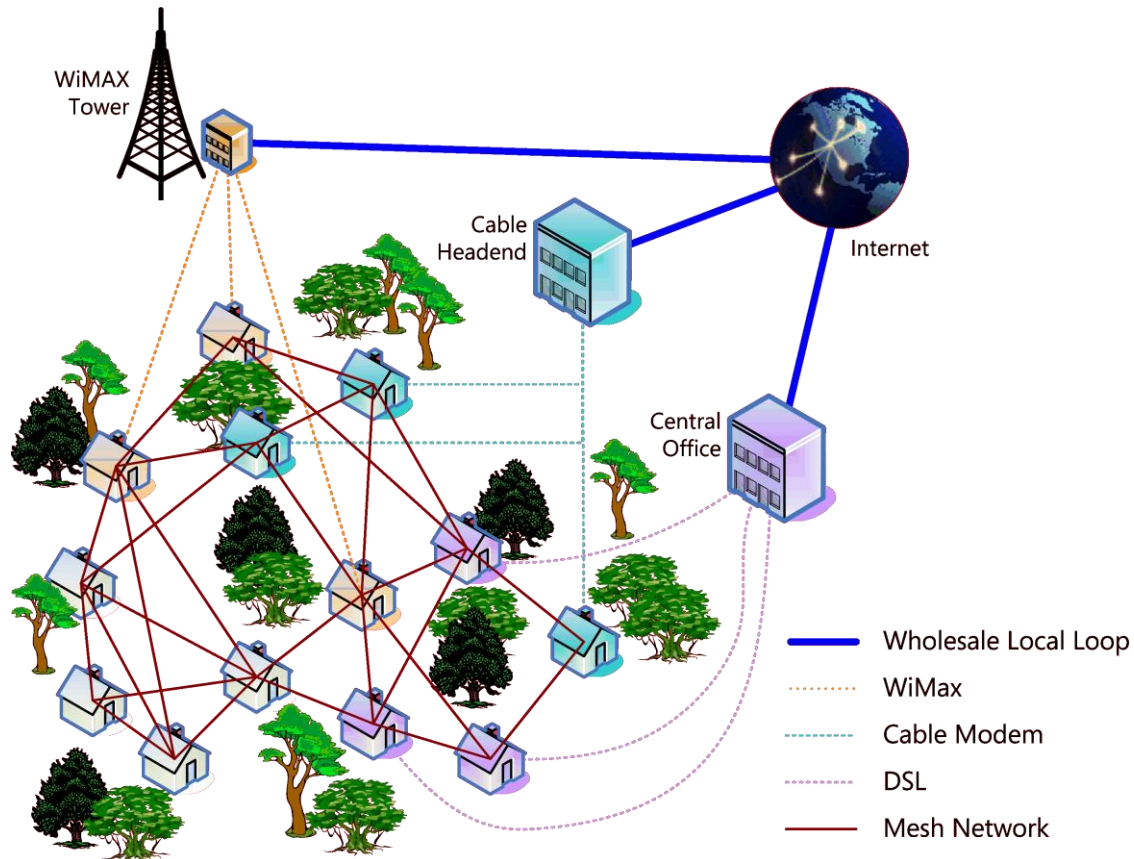 WiMAX
Tower
Cable
Headend
Internet
Central
Office
Wholesale Local Loop
WiMax
Cable Modem
DSL
Mesh Network